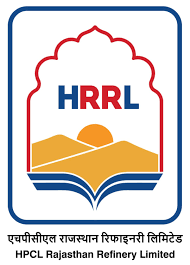 HRRL
एचपीसीएल राजस्थान रिफाइनरी लिमिटेड
HPCL Rajasthan Refinery Limited